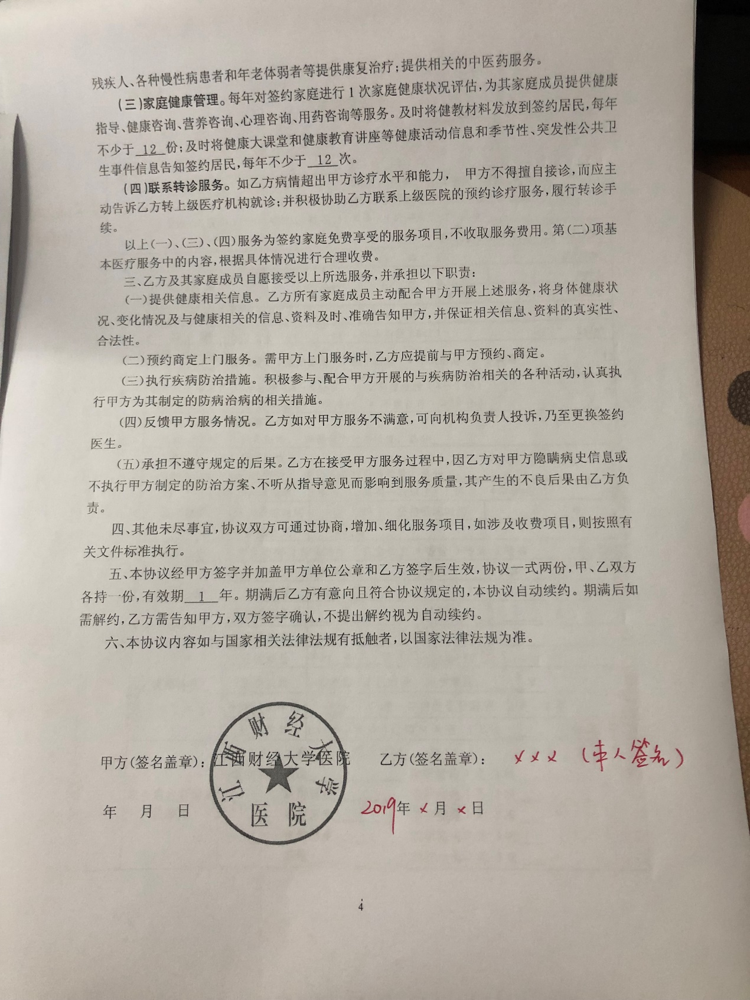 残疾人、各种慢性病患者和年老体弱者等提供康复治疗;提供相关的中医药服务。
(三)家庭健康管理。每年对签约家庭进行1次家庭健康状况评估,为其家庭成员提供健康
指导、健康咨询、营养咨询、心理咨询、用药咨询等服务。及时将健教材料发放到签约居民,每年
不少于 12 份;及时将健康大课堂和健康教育讲座等健康活动信息和季节性、突发性公共卫
生事件信息告知签约居民,每年不少于 12 次。
(四)联系转诊服务。如乙方病情超出甲方诊疗水平和能力, 甲方不得擅自接诊,而应主
动告诉乙方转上级医疗机构就诊;并积极协助乙方联系上级医院的预约诊疗服务,履行转诊手
续。
以上(一)、(三)、(四)服务为签约家庭免费享受的服务项目,不收取服务费用。第(二)项基
本医疗服务中的内容,根据具体情况进行合理收费。
三、乙方及其家庭成员自愿接受以上所选服务,并承担以下职责:
(一)提供健康相关信息。乙方所有家庭成员主动配合甲方开展上述服务,将身体健康状
况、变化情况及与健康相关的信息、资料及时、准确告知甲方,并保证相关信息、资料的真实性、
合法性。
(二)预约商定上门服务。需甲方上门服务时,乙方应提前与甲方预约、商定。
(三)执行疾病防治措施。积极参与、配合甲方开展的与疾病防治相关的各种活动,认真执
行甲方为其制定的防病治病的相关措施。
(四)反馈甲方服务情况。乙方如对甲方服务不满意,可向机构负责人投诉,乃至更换签约
医生。
(五)承担不遵守规定的后果。乙方在接受甲方服务过程中,因乙方对甲方隐瞒病史信息或
不执行甲方制定的防治方案、不听从指导意见而影响到服务质量,其产生的不良后果由乙方负
责。
四、其他未尽事宜,协议双方可通过协商,增加、细化服务项目,如涉及收费项目,则按照有
关文件标准执行。
五、本协议经甲方签字并加盖甲方单位公章和乙方签字后生效,协议一式两份,甲、乙双方
各持一份,有效期 1 年。期满后乙方有意向且符合协议规定的,本协议自动续约。期满后如
需解约,乙方需告知甲方,双方签字确认,不提出解约视为自动续约。
六、本协议内容如与国家相关法律法规有抵触者,以国家法律法规为准。
江西财经大学
甲方(签名盖章):江西财经大学医院 乙方(签名盖章): ××× (本人签名)
年 月 日 医院 2019年 × 月 × 日
4